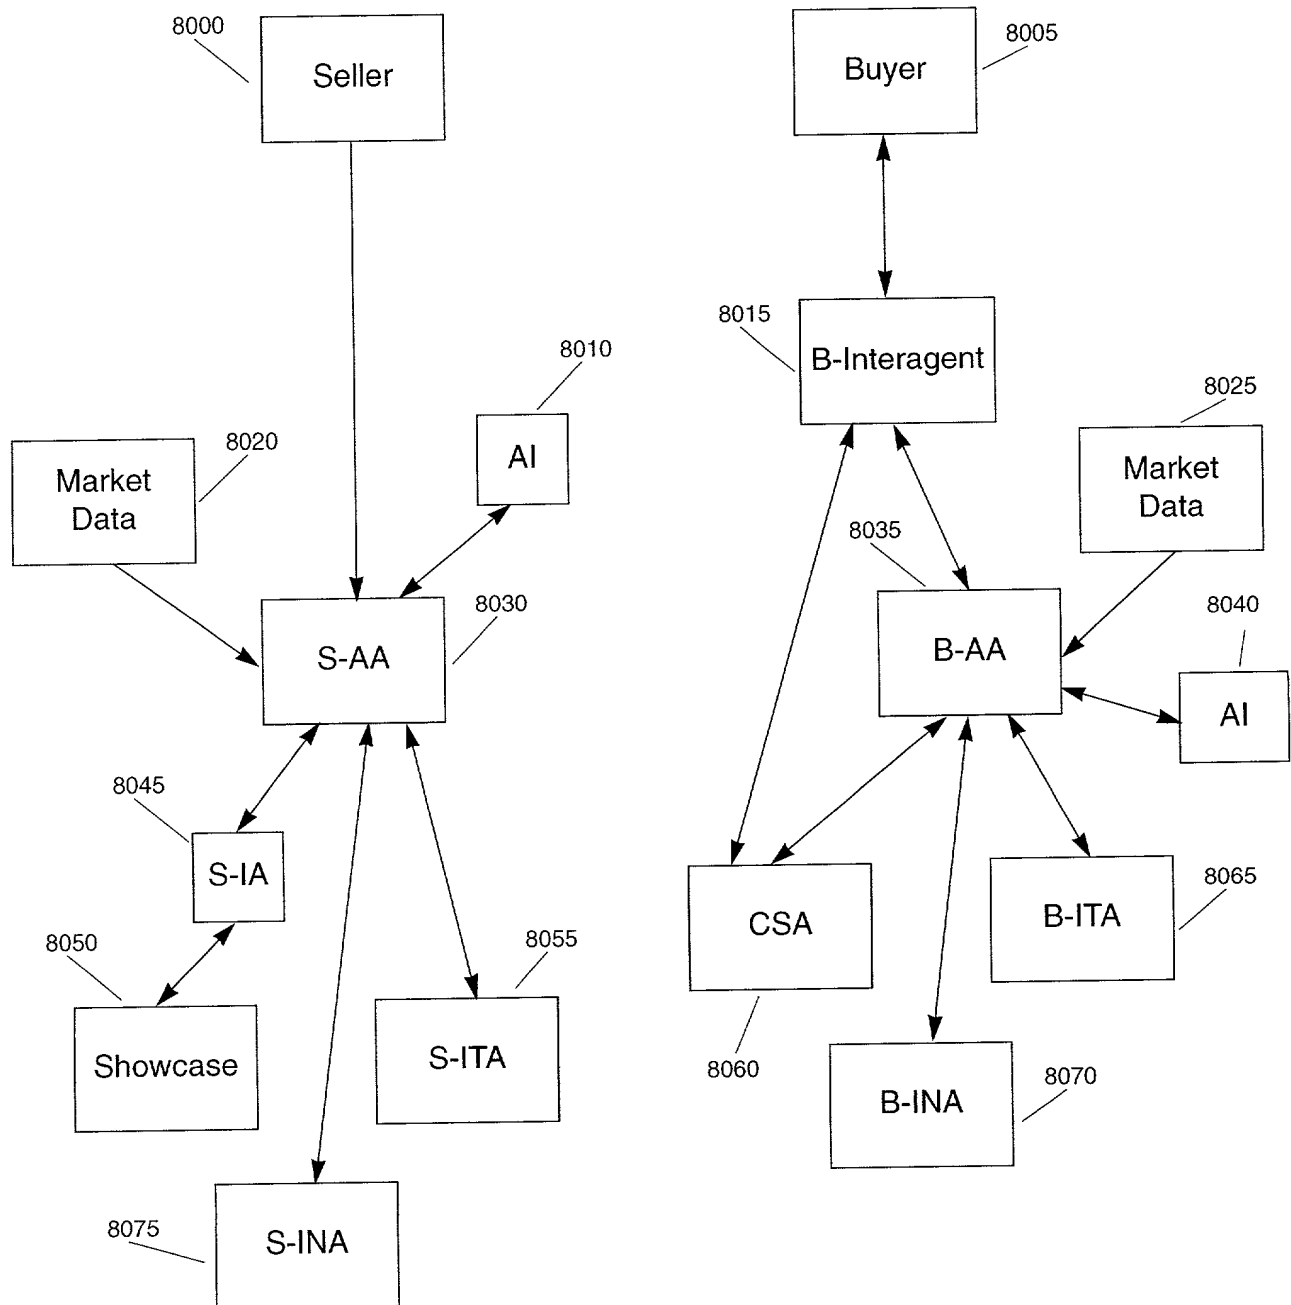 8000
Seller
8005
Buyer
8015
B-Interagent
8010
AI
8020
Market
Data
8025
Market
Data
8035
B-AA
8030
S-AA
8040
AI
8045
S-IA
8050
Showcase
8055
S-ITA
8060
CSA
8065
B-ITA
8070
B-INA
8075
S-INA